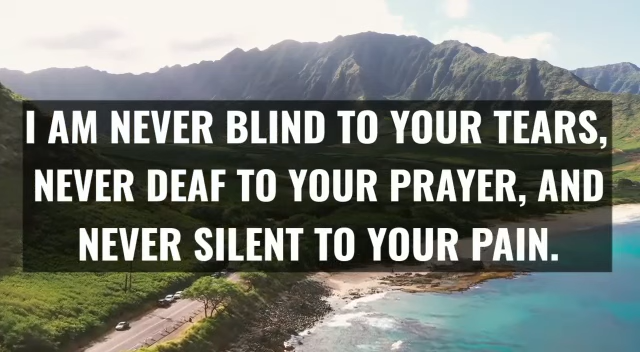 I AM NEVER BLIND TO YOUR TEARS,
NEVER DEAF TO YOUR PRAYER, AND
NEVER SILENT TO YOUR PAIN.